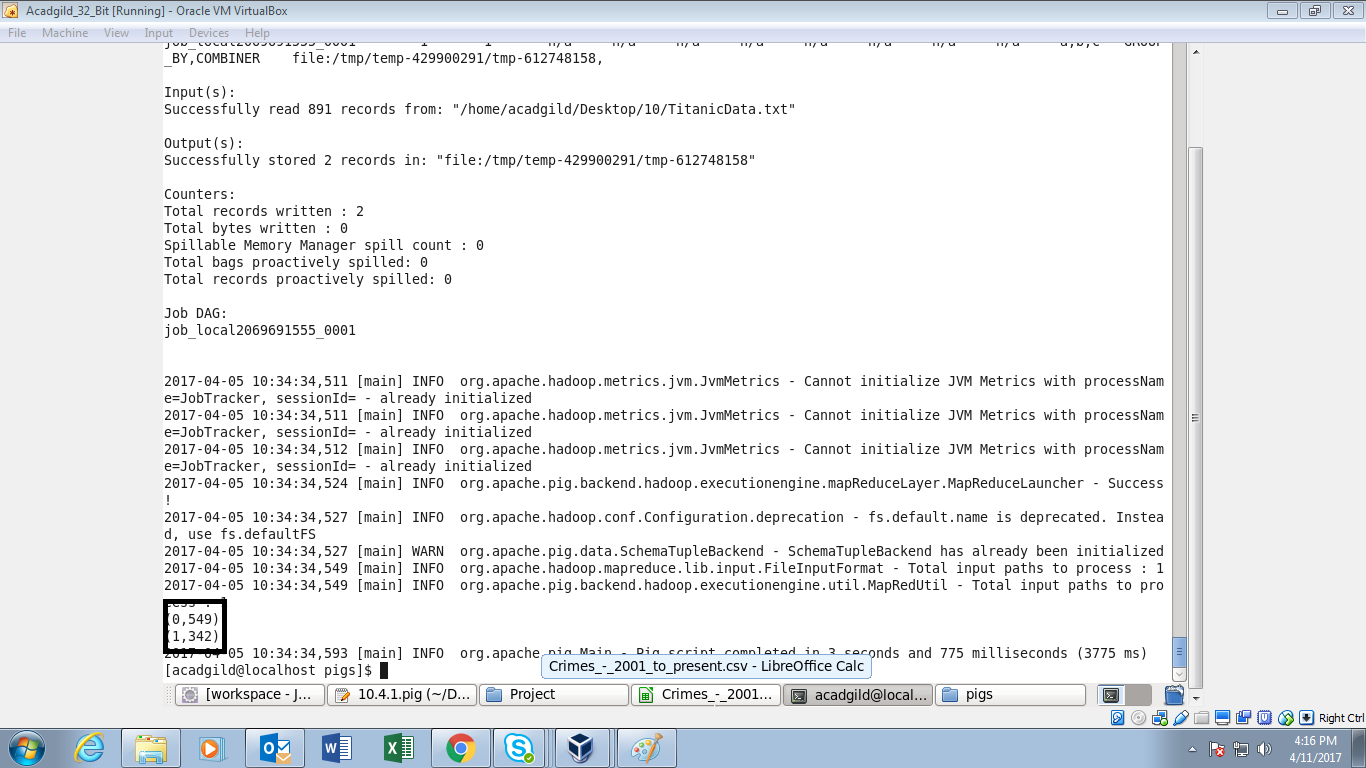 Acadgild_32_Bit [Running] - Oracle VM VirtualBox
File Machine View Input Devices Help
job_local2069691555_0001 1 1 n/a n/a n/a n/a n/a n/a n/a a,b,c GROUP
_BY,COMBINER file:/tmp/temp-429900291/tmp-612748158,
Input(s):
Successfully read 891 records from: "/home/acadgild/Desktop/10/TitanicData.txt"
Output(s):
Successfully stored 2 records in: "file:/tmp/temp-429900291/tmp-612748158"
Counters:
Total records written : 2
Total bytes written : 0
Spillable Memory Manager spill count : 0
Total bags proactively spilled: 0
Total records proactively spilled: 0
Job DAG:
job_local2069691555_0001
2017-04-05 10:34:34,511 [main] INFO org.apache.hadoop.metrics.jvm.JvmMetrics - Cannot initialize JVM Metrics with processNam
e=JobTracker, sessionId= - already initialized
2017-04-05 10:34:34,511 [main] INFO org.apache.hadoop.metrics.jvm.JvmMetrics - Cannot initialize JVM Metrics with processNam
e=JobTracker, sessionId= - already initialized
2017-04-05 10:34:34,512 [main] INFO org.apache.hadoop.metrics.jvm.JvmMetrics - Cannot initialize JVM Metrics with processNam
e=JobTracker, sessionId= - already initialized
2017-04-05 10:34:34,524 [main] INFO org.apache.pig.backend.hadoop.executionengine.mapReduceLayer.MapReduceLauncher - Success
!
2017-04-05 10:34:34,527 [main] INFO org.apache.hadoop.conf.Configuration.deprecation - fs.default.name is deprecated. Instea
d, use fs.defaultFS
2017-04-05 10:34:34,527 [main] WARN org.apache.pig.data.SchemaTupleBackend - SchemaTupleBackend has already been initialized
2017-04-05 10:34:34,549 [main] INFO org.apache.hadoop.mapreduce.lib.input.FileInputFormat - Total input paths to process : 1
2017-04-05 10:34:34,549 [main] INFO org.apache.pig.backend.hadoop.executionengine.util.MapRedUtil - Total input paths to pro
cess : 1
(0,549)
(1,342)
2017-04-05 10:34:34,593 [main] INFO org.apache.pig.Main - Pig script completed in 3 seconds and 775 milliseconds (3775 ms)
[acadgild@localhost pigs]$
Crimes_-_2001_to_present.csv - LibreOffice Calc
[workspace - J... 10.4.1.pig (~/D... Project Crimes_-_2001... acadgild@local... pigs
Right Ctrl
4:16 PM
4/11/2017